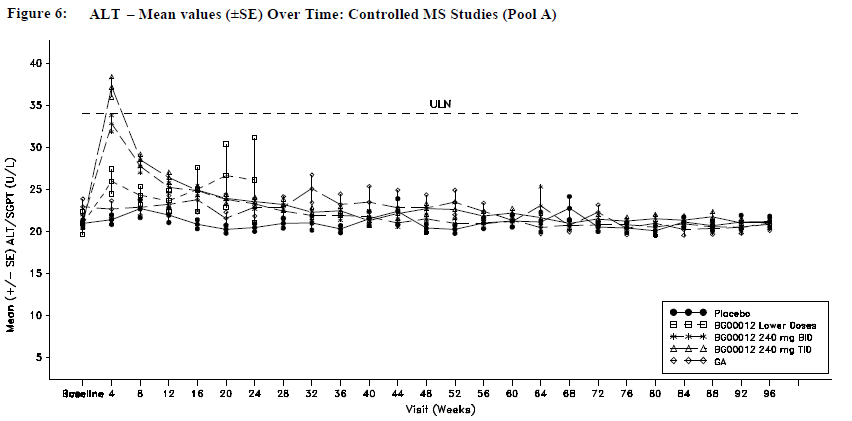 Figure 6: ALT – Mean values (±SE) Over Time: Controlled MS Studies (Pool A)
Mean (+/− SE) ALT/SGPT (U/L)
40
35
30
25
20
15
10
5
ULN
Placebo
BG00012 Lower Doses
BG00012 240 mg BID
BG00012 240 mg TID
GA
Baseline 4 8 12 16 20 24 28 32 36 40 44 48 52 56 60 64 68 72 76 80 84 88 92 96
Visit (Weeks)